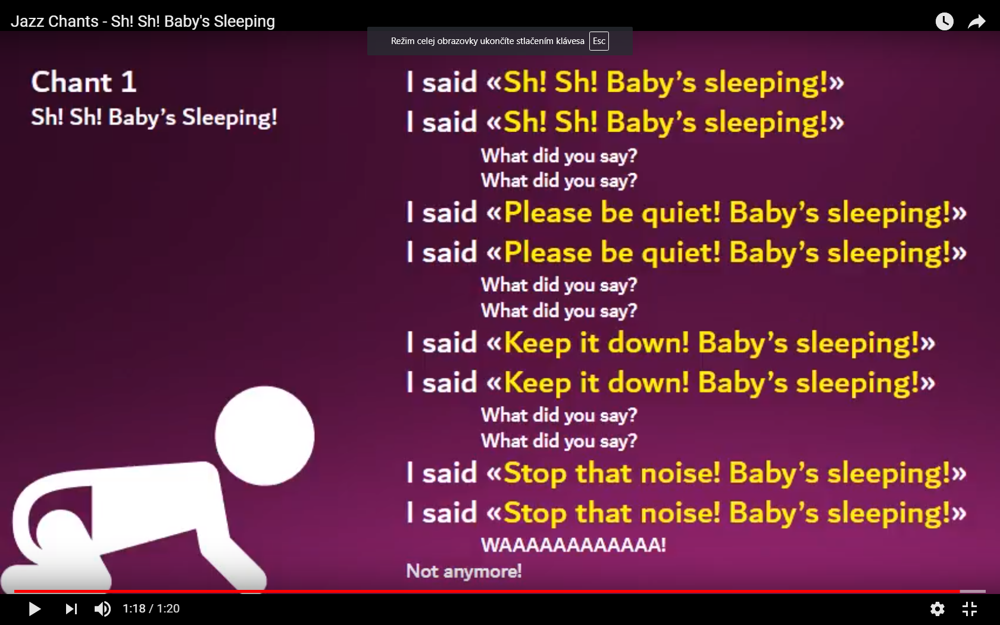 Jazz Chants - Sh! Sh! Baby's Sleeping
Režim celej obrazovky ukončíte stlačením klávesa Esc
Chant 1
Sh! Sh! Baby’s Sleeping!
I said «Sh! Sh! Baby’s sleeping!»
I said «Sh! Sh! Baby’s sleeping!»
What did you say?
What did you say?
I said «Please be quiet! Baby’s sleeping!»
I said «Please be quiet! Baby’s sleeping!»
What did you say?
What did you say?
I said «Keep it down! Baby’s sleeping!»
I said «Keep it down! Baby’s sleeping!»
What did you say?
What did you say?
I said «Stop that noise! Baby’s sleeping!»
I said «Stop that noise! Baby’s sleeping!»
WAAAAAAAAAAAA!
Not anymore!
1:18 / 1:20